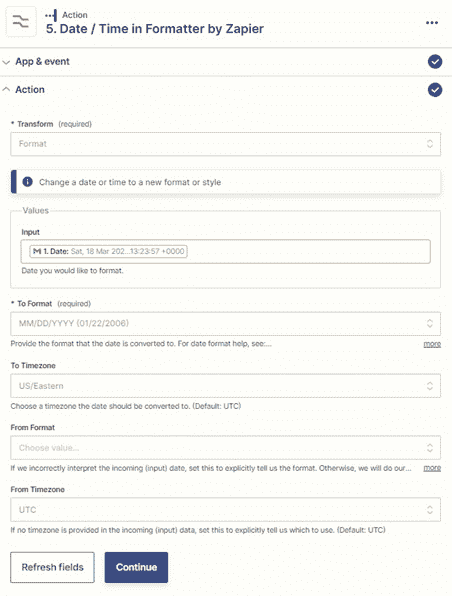 Action
5. Date / Time in Formatter by Zapier
App & event
Action
* Transform (required)
Format
Change a date or time to a new format or style
Values
Input
1. Date: Sat, 18 Mar 202...13:23:57 +0000
Date you would like to format.
* To Format (required)
MM/DD/YYYY (01/22/2006)
Provide the format that the date is converted to. For date format help, see:... more
To Timezone
US/Eastern
Choose a timezone the date should be converted to. (Default: UTC)
From Format
Choose value...
If we incorrectly interpret the incoming (input) date, set this to explicitly tell us the format. Otherwise, we will do our... more
From Timezone
UTC
If no timezone is provided in the incoming (input) data, set this to explicitly tell us which to use. (Default: UTC)
Refresh fields Continue